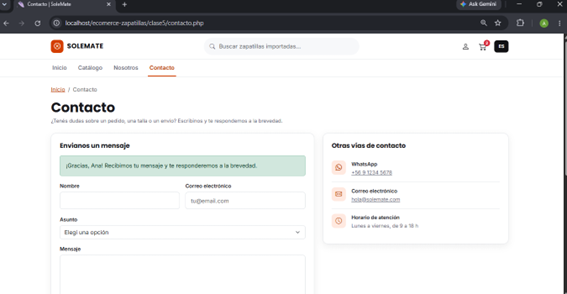 Contacto | SoleMate
Ask Gemini
localhost/ecomerce-zapatillas/clase5/contacto.php
SOLEMATE
Buscar zapatillas importadas...
ES
Inicio
Catálogo
Nosotros
Contacto
Inicio / Contacto
Contacto
¿Tenés dudas sobre un pedido, una talla o un envío? Escribinos y te respondemos a la brevedad.
Envianos un mensaje
¡Gracias, Ana! Recibimos tu mensaje y te responderemos a la brevedad.
Nombre
Correo electrónico
tu@email.com
Asunto
Elegí una opción
Mensaje
Otras vías de contacto
WhatsApp
+56 9 1234 5678
Correo electrónico
hola@solemate.com
Horario de atención
Lunes a viernes, de 9 a 18 h